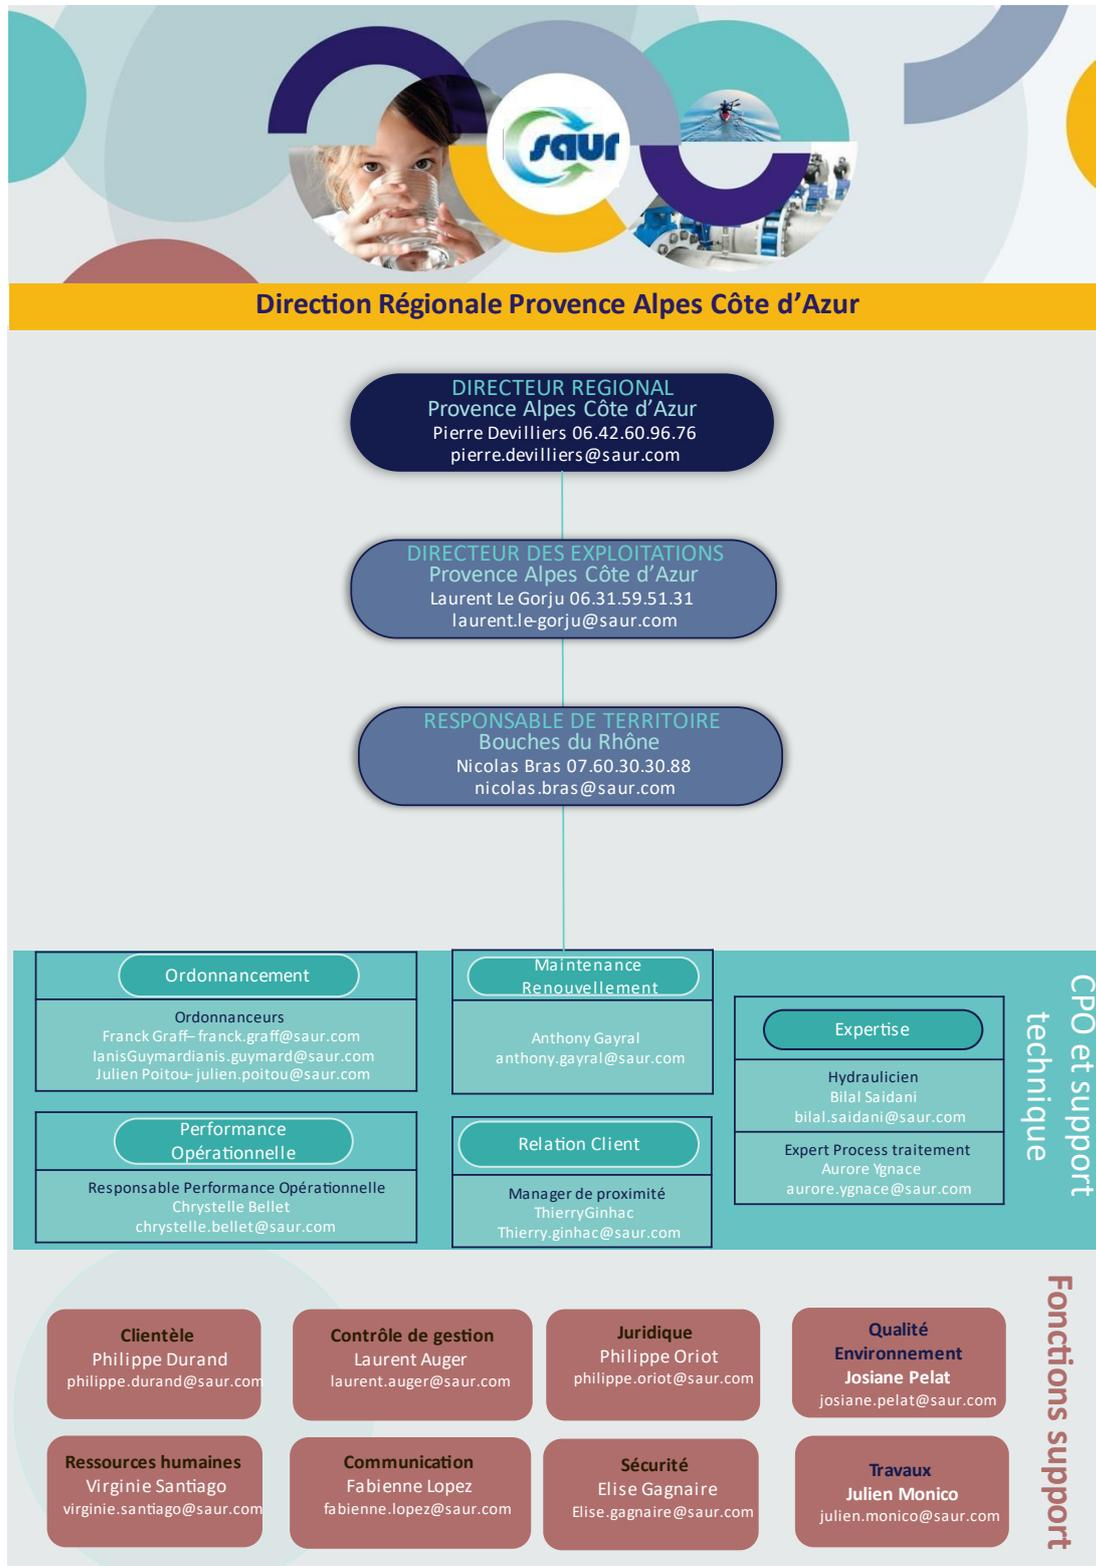 saur
Direction Régionale Provence Alpes Côte d’Azur
DIRECTEUR REGIONAL
Provence Alpes Côte d’Azur
Pierre Devilliers 06.42.60.96.76
pierre.devilliers@saur.com
DIRECTEUR DES EXPLOITATIONS
Provence Alpes Côte d’Azur
Laurent Le Gorju 06.31.59.51.31
laurent.le-gorju@saur.com
RESPONSABLE DE TERRITOIRE
Bouches du Rhône
Nicolas Bras 07.60.30.30.88
nicolas.bras@saur.com
CPO et support
technique
Ordonnancement
Ordonnanceurs
Franck Graff– franck.graff@saur.com
IanisGuymardianis.guymard@saur.com
Julien Poitou– julien.poitou@saur.com
Maintenance
Renouvellement
Anthony Gayral
anthony.gayral@saur.com
Expertise
Hydraulicien
Bilal Saidani
bilal.saidani@saur.com
Expert Process traitement
Aurore Ygnace
aurore.ygnace@saur.com
Performance
Opérationnelle
Responsable Performance Opérationnelle
Chrystelle Bellet
chrystelle.bellet@saur.com
Relation Client
Manager de proximité
ThierryGinhac
Thierry.ginhac@saur.com
Fonctions support
Clientèle
Philippe Durand
philippe.durand@saur.com
Contrôle de gestion
Laurent Auger
laurent.auger@saur.com
Juridique
Philippe Oriot
philippe.oriot@saur.com
Qualité
Environnement
Josiane Pelat
josiane.pelat@saur.com
Ressources humaines
Virginie Santiago
virginie.santiago@saur.com
Communication
Fabienne Lopez
fabienne.lopez@saur.com
Sécurité
Elise Gagnaire
Elise.gagnaire@saur.com
Travaux
Julien Monico
julien.monico@saur.com